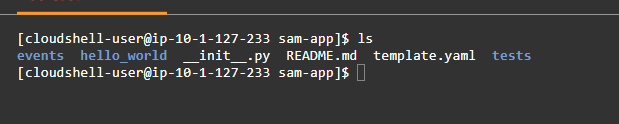 [cloudshell-user@ip-10-1-127-233 sam-app]$ ls
events  hello_world  __init__.py  README.md  template.yaml  tests
[cloudshell-user@ip-10-1-127-233 sam-app]$